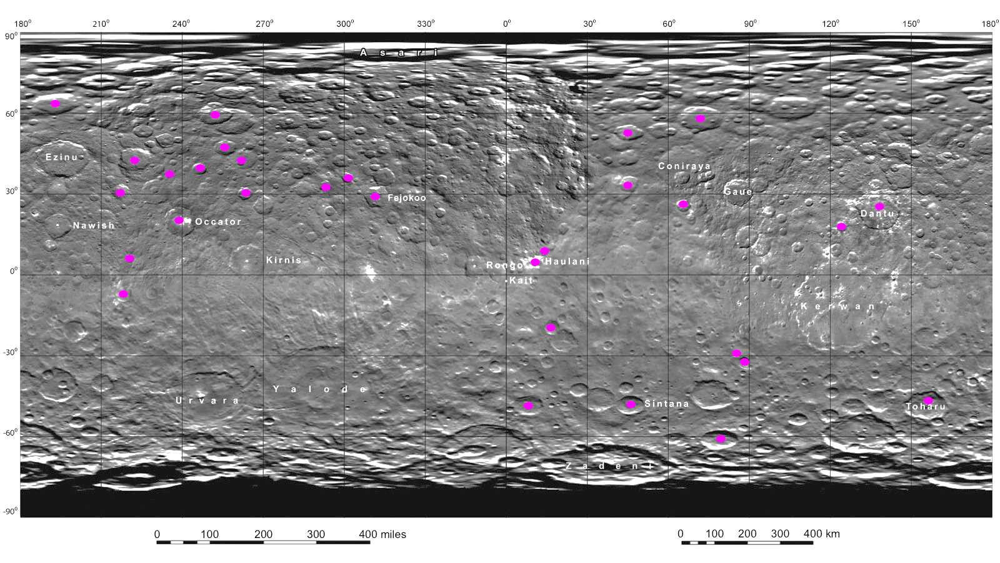 180° 210° 240° 270° 300° 330° 0° 30° 60° 90° 120° 150° 180°
90°
Asari
60°
Ezinu
Coniraya
30°
Gaue
Fejokoo
Dantu
Nawish
Occator
Kirnis
Rongo
Haulani
0°
Kait
Kerwan
-30°
Yalode
Urvara
Sintana
Toharu
-60°
Zadeni
-90°
0 100 200 300 400 miles
0 100 200 300 400 km